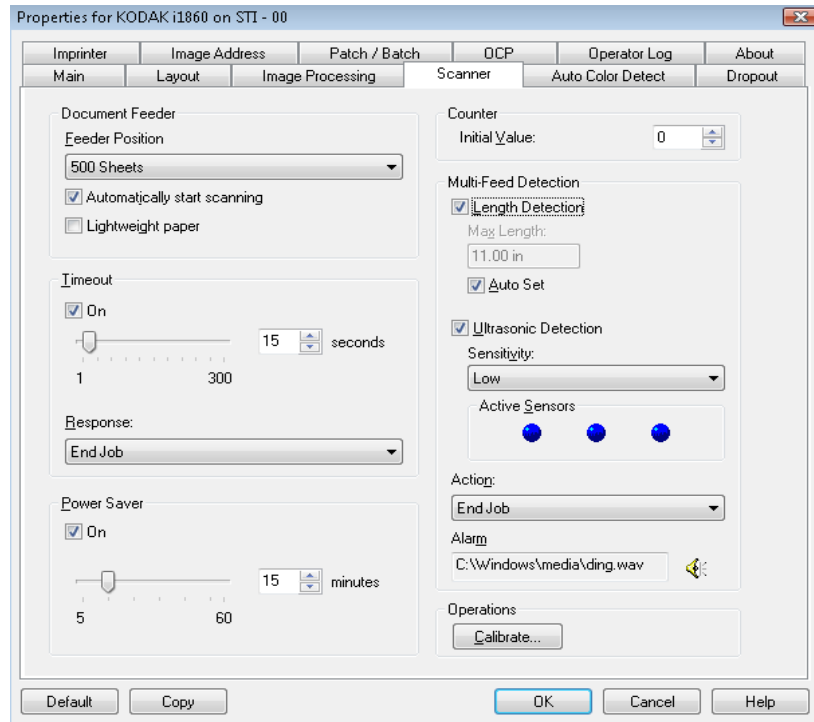 Properties for KODAK i1860 on STI - 00
Imprinter
Image Address
Patch / Batch
OCP
Operator Log
About
Main
Layout
Image Processing
Scanner
Auto Color Detect
Dropout
Document Feeder
Feeder Position
500 Sheets
Automatically start scanning
Lightweight paper
Timeout
On
15 seconds
1 300
Response:
End Job
Power Saver
On
15 minutes
5 60
Counter
Initial Value: 0
Multi-Feed Detection
Length Detection
Max Length:
11.00 in
Auto Set
Ultrasonic Detection
Sensitivity:
Low
Active Sensors
Action:
End Job
Alarm
C:\Windows\media\ding.wav
Operations
Calibrate...
Default
Copy
OK
Cancel
Help